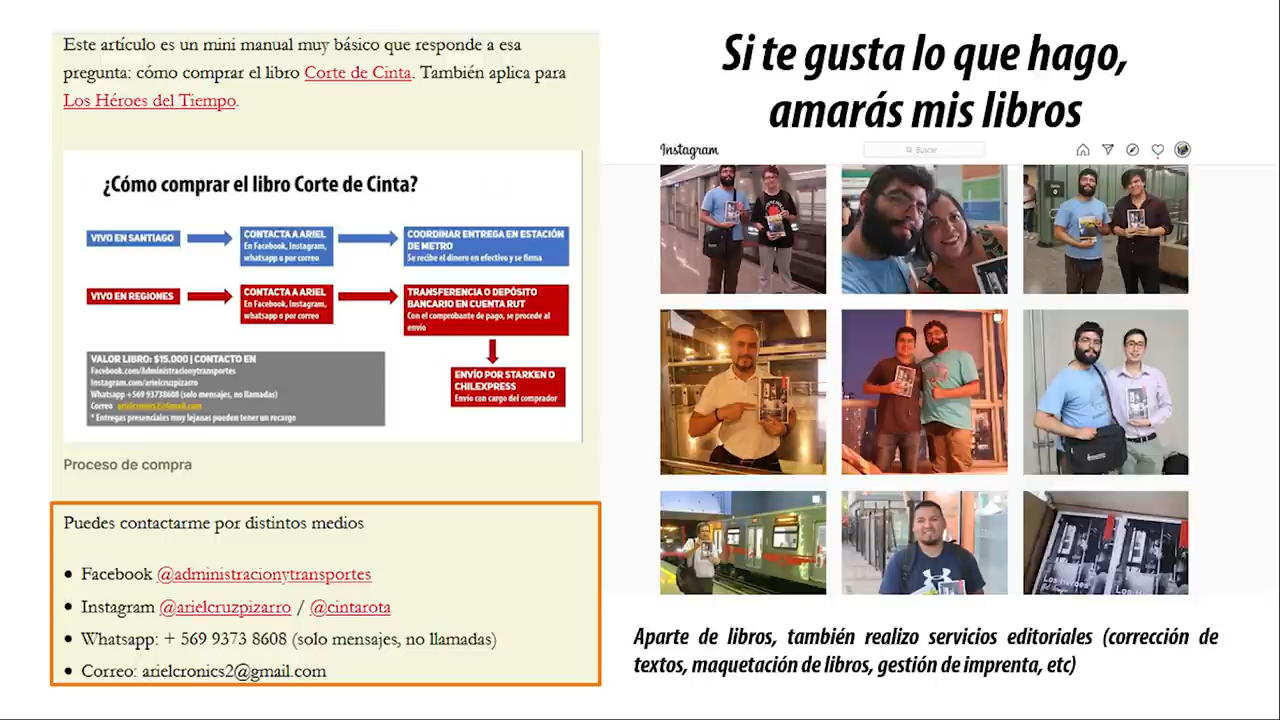 Este artículo es un mini manual muy básico que responde a esa
pregunta: cómo comprar el libro Corte de Cinta. También aplica para
Los Héroes del Tiempo.
¿Cómo comprar el libro Corte de Cinta?
VIVO EN SANTIAGO
CONTACTA A ARIEL
En Facebook, Instagram,
whatsapp o por correo
COORDINAR ENTREGA EN ESTACIÓN
DE METRO
Se recibe el dinero en efectivo y se firma
VIVO EN REGIONES
CONTACTA A ARIEL
En Facebook, Instagram,
whatsapp o por correo
TRANSFERENCIA O DEPÓSITO
BANCARIO EN CUENTA RUT
Con el comprobante de pago, se procede al
envío
ENVÍO POR STARKEN O
CHILEXPRESS
Envío con cargo del comprador
VALOR LIBRO: $15.000 | CONTACTO EN
Facebook.com/Administracionytransportes
Instagram.com/arielcruzpizarro
Whatsapp +569 93738608 (solo mensajes, no llamadas)
Correo arielcronics2@gmail.com
* Entregas presenciales muy lejanas pueden tener un recargo
Proceso de compra
Puedes contactarme por distintos medios
• Facebook @administracionytransportes
• Instagram @arielcruzpizarro / @cintarota
• Whatsapp: + 569 9373 8608 (solo mensajes, no llamadas)
• Correo: arielcronics2@gmail.com
Si te gusta lo que hago,
amarás mis libros
Instagram
Buscar
Los Héroes
Aparte de libros, también realizo servicios editoriales (corrección de
textos, maquetación de libros, gestión de imprenta, etc)